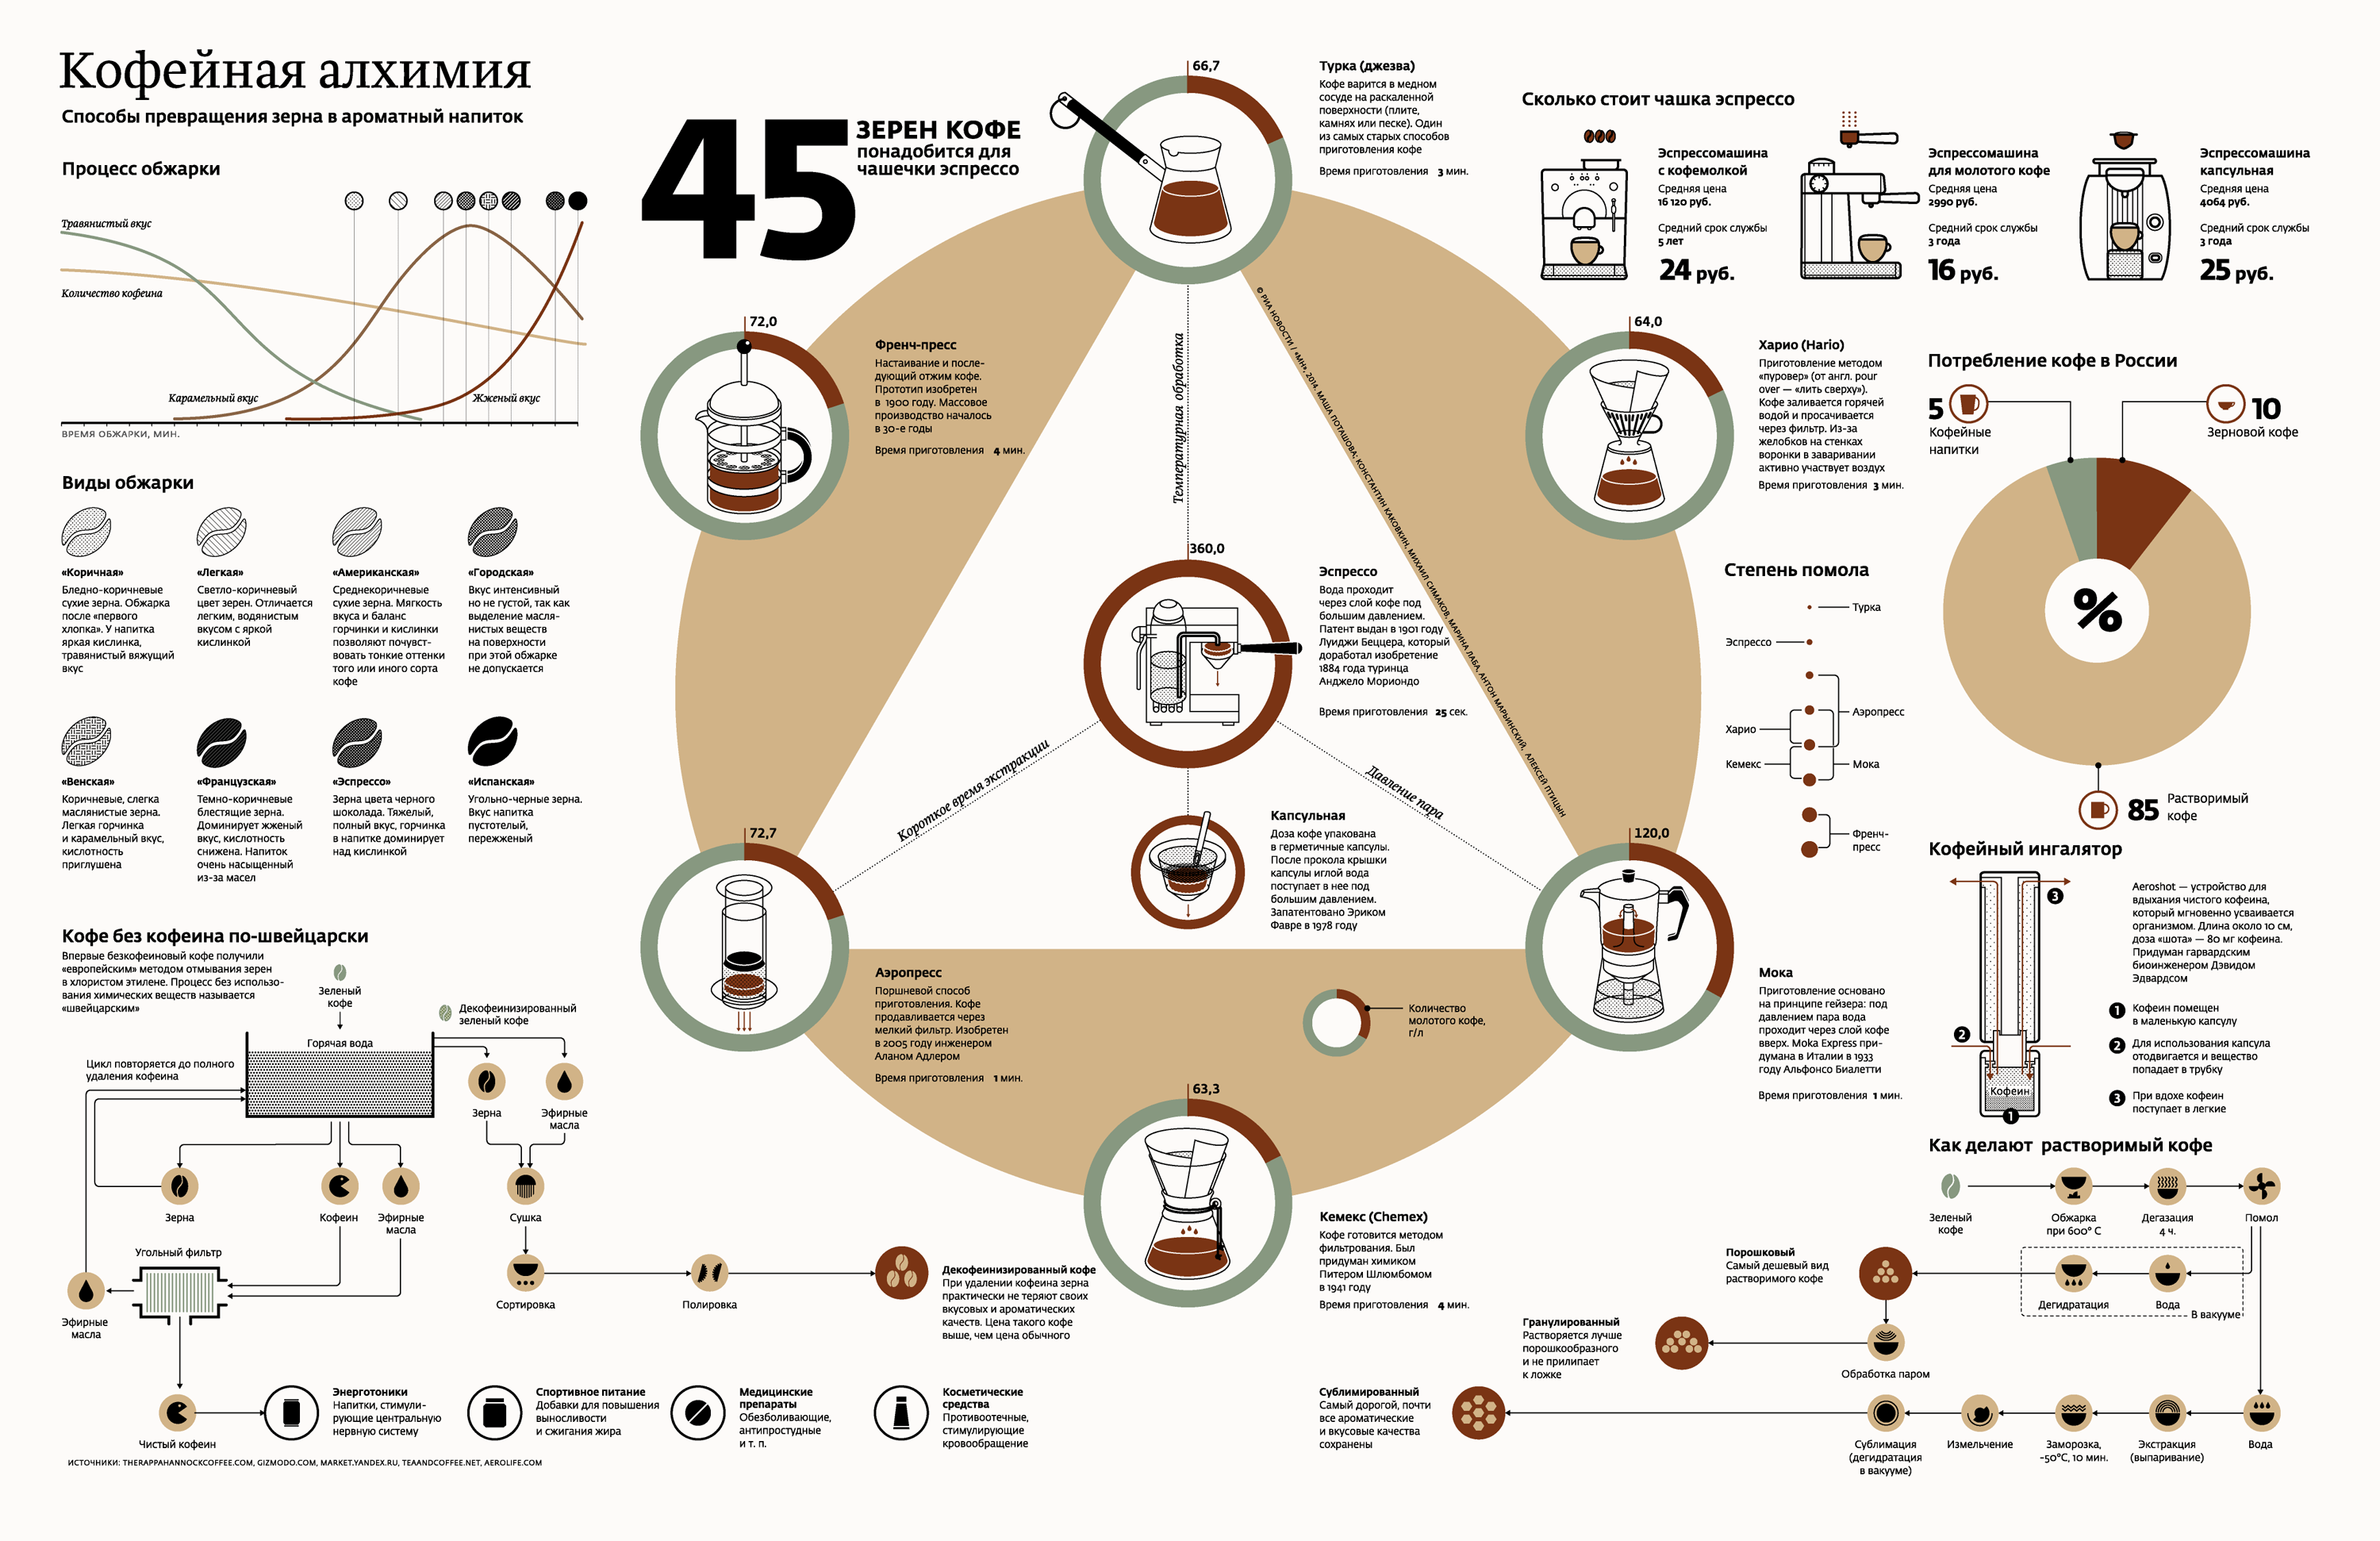 Кофейная алхимия
Способы превращения зерна в ароматный напиток
Процесс обжарки
Травянистый вкус
Количество кофеина
Карамельный вкус
Жженый вкус
ВРЕМЯ ОБЖАРКИ, МИН.
Виды обжарки
«Коричная»
Бледно-коричневые
сухие зерна. Обжарка
после «первого
хлопка». У напитка
яркая кислинка,
травянистый вяжущий
вкус
«Легкая»
Светло-коричневый
цвет зерен. Отличается
легким, водянистым
вкусом с яркой
кислинкой
«Американская»
Среднекоричневые
сухие зерна. Мягкость
вкуса и баланс
горчинки и кислинки
позволяют почувст-
вовать тонкие оттенки
того или иного сорта
кофе
«Городская»
Вкус интенсивный
но не густой, так как
выделение масля-
нистых веществ
на поверхности
при этой обжарке
не допускается
«Венская»
Коричневые, слегка
маслянистые зерна.
Легкая горчинка
и карамельный вкус,
кислотность
приглушена
«Французская»
Темно-коричневые
блестящие зерна.
Доминирует жженый
вкус, кислотность
снижена. Напиток
очень насыщенный
из-за масел
«Эспрессо»
Зерна цвета черного
шоколада. Тяжелый,
полный вкус, горчинка
в напитке доминирует
над кислинкой
«Испанская»
Угольно-черные зерна.
Вкус напитка
пустотелый,
пережженый
Кофе без кофеина по-швейцарски
Впервые безкофеиновый кофе получили
«европейским» методом отмывания зерен
в хлористом этилене. Процесс без использо-
вания химических веществ называется
«швейцарским»
Зеленый
кофе
Декофеинизированный
зеленый кофе
Горячая вода
Цикл повторяется до полного
удаления кофеина
Зерна
Эфирные
масла
Зерна
Кофеин
Эфирные
масла
Сушка
Угольный фильтр
Эфирные
масла
Сортировка
Полировка
Декофеинизированный кофе
При удалении кофеина зерна
практически не теряют своих
вкусовых и ароматических
качеств. Цена такого кофе
выше, чем цена обычного
Чистый кофеин
Энерготоники
Напитки, стимули-
рующие центральную
нервную систему
Спортивное питание
Добавки для повышения
выносливости
и сжигания жира
Медицинские
препараты
Обезболивающие,
антипростудные
и т. п.
Косметические
средства
Противоотечные,
стимулирующие
кровообращение
ИСТОЧНИКИ: THERAPPAHANNOCKCOFFEE.COM, GIZMODO.COM, MARKET.YANDEX.RU, TEAANDCOFFEE.NET, AEROLIFE.COM
45
ЗЕРЕН КОФЕ
понадобится для
чашечки эспрессо
66,7
Турка (джезва)
Кофе варится в медном
сосуде на раскаленной
поверхности (плите,
камнях или песке). Один
из самых старых способов
приготовления кофе
Время приготовления 3 мин.
72,0
Френч-пресс
Настаивание и после-
дующий отжим кофе.
Прототип изобретен
в 1900 году. Массовое
производство началось
в 30-е годы
Время приготовления 4 мин.
64,0
Харио (Hario)
Приготовление методом
«пуровер» (от англ. pour
over — «лить сверху»).
Кофе заливается горячей
водой и просачивается
через фильтр. Из-за
желобков на стенках
воронки в заваривании
активно участвует воздух
Время приготовления 3 мин.
Температурная обработка
© РИА НОВОСТИ / «МН», 2014. МАША ПОТАШОВА; КОНСТАНТИН КАКОВКИН, МИХАИЛ СИМАКОВ, МАРИНА ЛАБА, АНТОН МАРЬИНСКИЙ, АЛЕКСЕЙ ПТИЦЫН
360,0
Эспрессо
Вода проходит
через слой кофе под
большим давлением.
Патент выдан в 1901 году
Луиджи Беццера, который
доработал изобретение
1884 года туринца
Анджело Мориондо
Время приготовления 25 сек.
Короткое время экстракции
Давление пара
Капсульная
Доза кофе упакована
в герметичные капсулы.
После прокола крышки
капсулы иглой вода
поступает в нее под
большим давлением.
Запатентовано Эриком
Фавре в 1978 году
72,7
Аэропресс
Поршневой способ
приготовления. Кофе
продавливается через
мелкий фильтр. Изобретен
в 2005 году инженером
Аланом Адлером
Время приготовления 1 мин.
Количество
молотого кофе,
г/л
120,0
Мока
Приготовление основано
на принципе гейзера: под
давлением пара вода
проходит через слой кофе
вверх. Moka Express при-
думана в Италии в 1933
году Альфонсо Биалетти
Время приготовления 1 мин.
63,3
Кемекс (Chemex)
Кофе готовится методом
фильтрования. Был
придуман химиком
Питером Шлюмбомом
в 1941 году
Время приготовления 4 мин.
Сколько стоит чашка эспрессо
Эспрессомашина
с кофемолкой
Средняя цена
16 120 руб.
Средний срок службы
5 лет
24 руб.
Эспрессомашина
для молотого кофе
Средняя цена
2990 руб.
Средний срок службы
3 года
16 руб.
Эспрессомашина
капсульная
Средняя цена
4064 руб.
Средний срок службы
3 года
25 руб.
Потребление кофе в России
5
Кофейные
напитки
10
Зерновой кофе
%
85
Растворимый
кофе
Степень помола
Турка
Эспрессо
Аэропресс
Харио
Кемекс
Мока
Френч-
пресс
Кофейный ингалятор
Aeroshot — устройство для
вдыхания чистого кофеина,
который мгновенно усваивается
организмом. Длина около 10 см,
доза «шота» — 80 мг кофеина.
Придуман гарвардским
биоинженером Дэвидом
Эдвардсом
3
2
Кофеин
1
1 Кофеин помещен
в маленькую капсулу
2 Для использования капсула
отодвигается и вещество
попадает в трубку
3 При вдохе кофеин
поступает в легкие
Как делают растворимый кофе
Зеленый
кофе
Обжарка
при 600° С
Дегазация
4 ч.
Помол
Порошковый
Самый дешевый вид
растворимого кофе
Дегидратация
Вода
В вакууме
Гранулированный
Растворяется лучше
порошкообразного
и не прилипает
к ложке
Обработка паром
Сублимированный
Самый дорогой, почти
все ароматические
и вкусовые качества
сохранены
Сублимация
(дегидратация
в вакууме)
Измельчение
Заморозка,
-50°С, 10 мин.
Экстракция
(выпаривание)
Вода